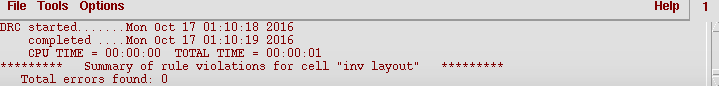 File Tools Options Help 1
DRC started.......Mon Oct 17 01:10:18 2016
completed ....Mon Oct 17 01:10:19 2016
CPU TIME = 00:00:00 TOTAL TIME = 00:00:01
********* Summary of rule violations for cell "inv layout" *********
Total errors found: 0